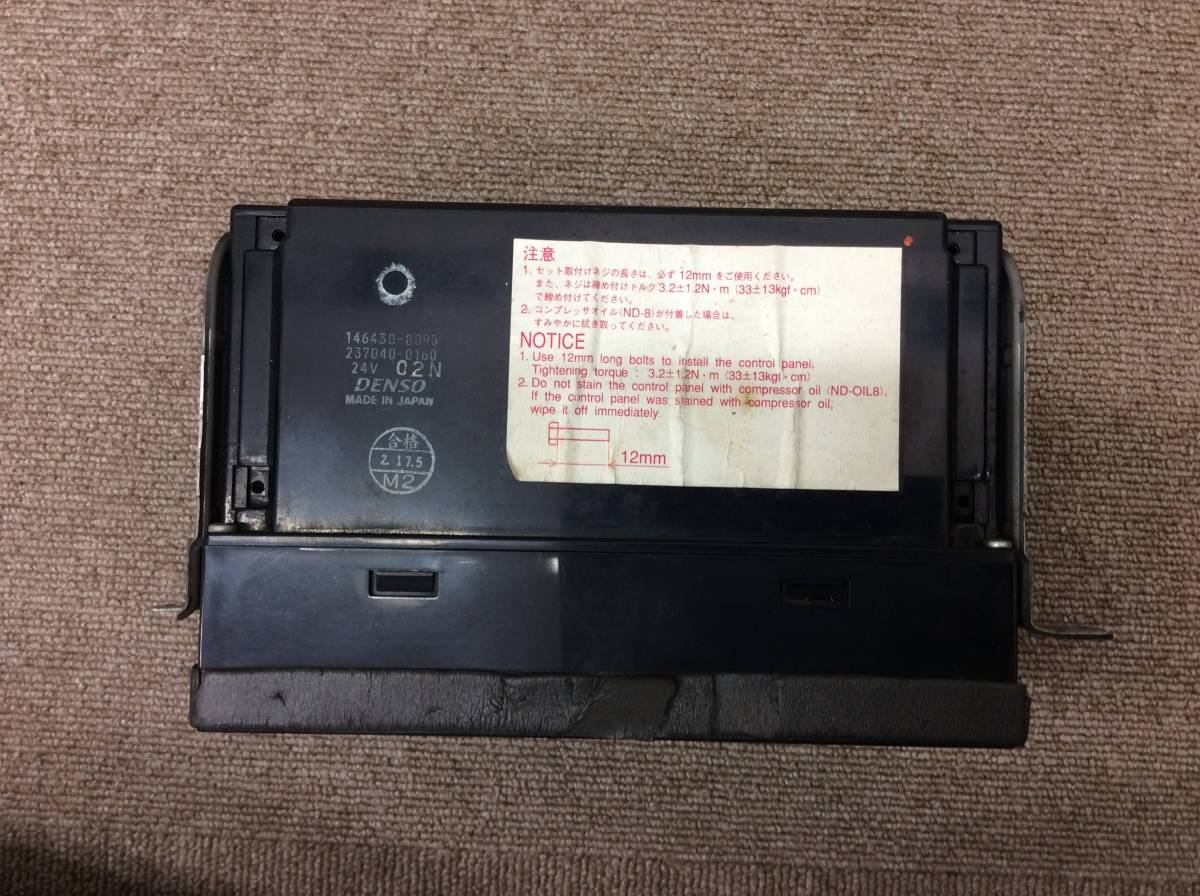 146430-8090
237040-0160
24V 02N
DENSO
MADE IN JAPAN
合格
2.17.5
M2
注意
1. セット取付けネジの長さは、必ず 12mm をご使用ください。
また、ネジは締め付けトルク 3.2±1.2N・m (33±13kgf・cm)
で締め付けてください。
2. コンプレッサオイル(ND-8)が付着した場合は、
すみやかに拭き取ってください。
NOTICE
1. Use 12mm long bolts to install the control panel.
Tightening torque : 3.2±1.2N・m (33±13kgf・cm)
2. Do not stain the control panel with compressor oil (ND-OIL8).
If the control panel was stained with compressor oil,
wipe it off immediately.
12mm